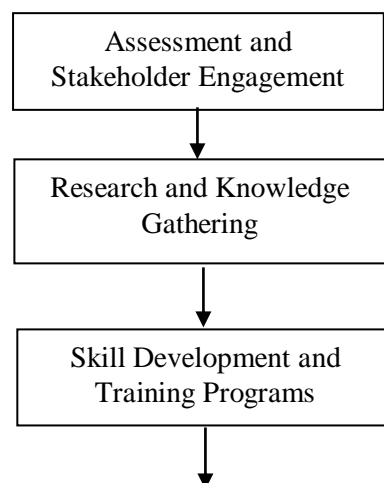 Assessment and
Stakeholder Engagement
Research and Knowledge
Gathering
Skill Development and
Training Programs